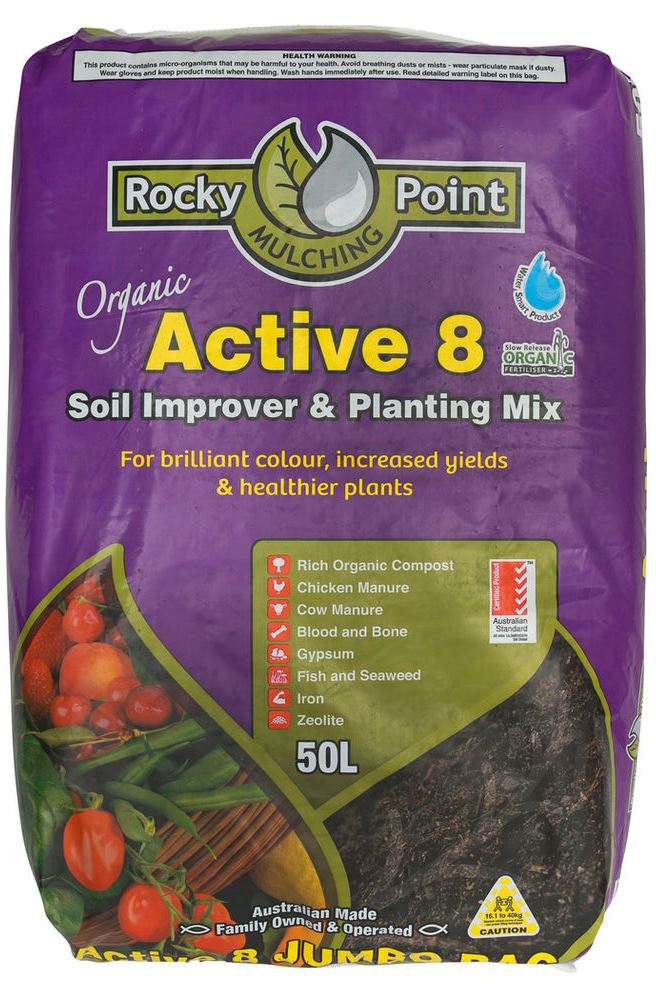 HEALTH WARNING
This product contains micro-organisms that may be harmful to your health. Avoid breathing dusts or mists - wear particulate mask if dusty.
Wear gloves and keep product moist when handling. Wash hands immediately after use. Read detailed warning label on this bag.
Rocky Point
MULCHING
Organic
Water Smart Product
Active 8
Slow Release
ORGANIC
FERTILISER
Soil Improver & Planting Mix
For brilliant colour, increased yields
& healthier plants
Rich Organic Compost
Chicken Manure
Cow Manure
Blood and Bone
Gypsum
Fish and Seaweed
Iron
Zeolite
50L
Certified Product
TM
Australian
Standard
16.1 to 40kg
CAUTION
Australian Made
Family Owned & Operated
Active 8 JUMBO BAG